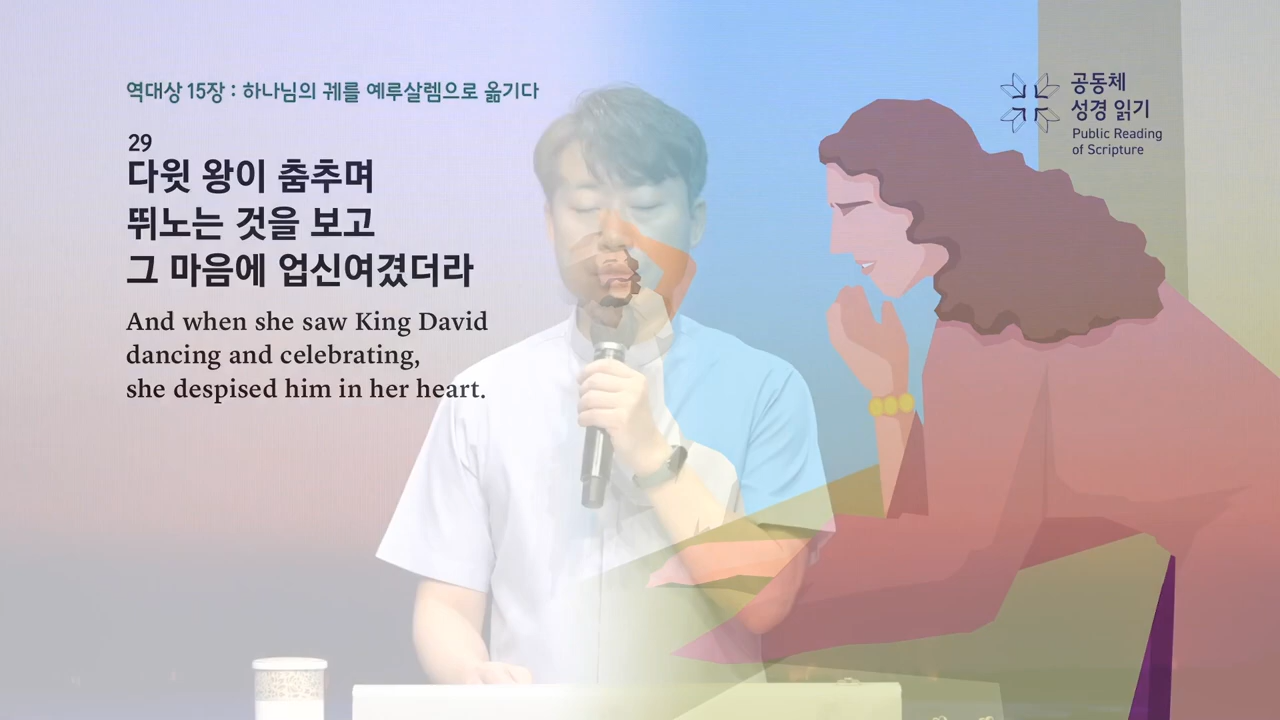 역대상 15장 : 하나님의 궤를 예루살렘으로 옮기다
29
다윗 왕이 춤추며
뛰노는 것을 보고
그 마음에 업신여겼더라
And when she saw King David
dancing and celebrating,
she despised him in her heart.
공동체
성경 읽기
Public Reading
of Scripture